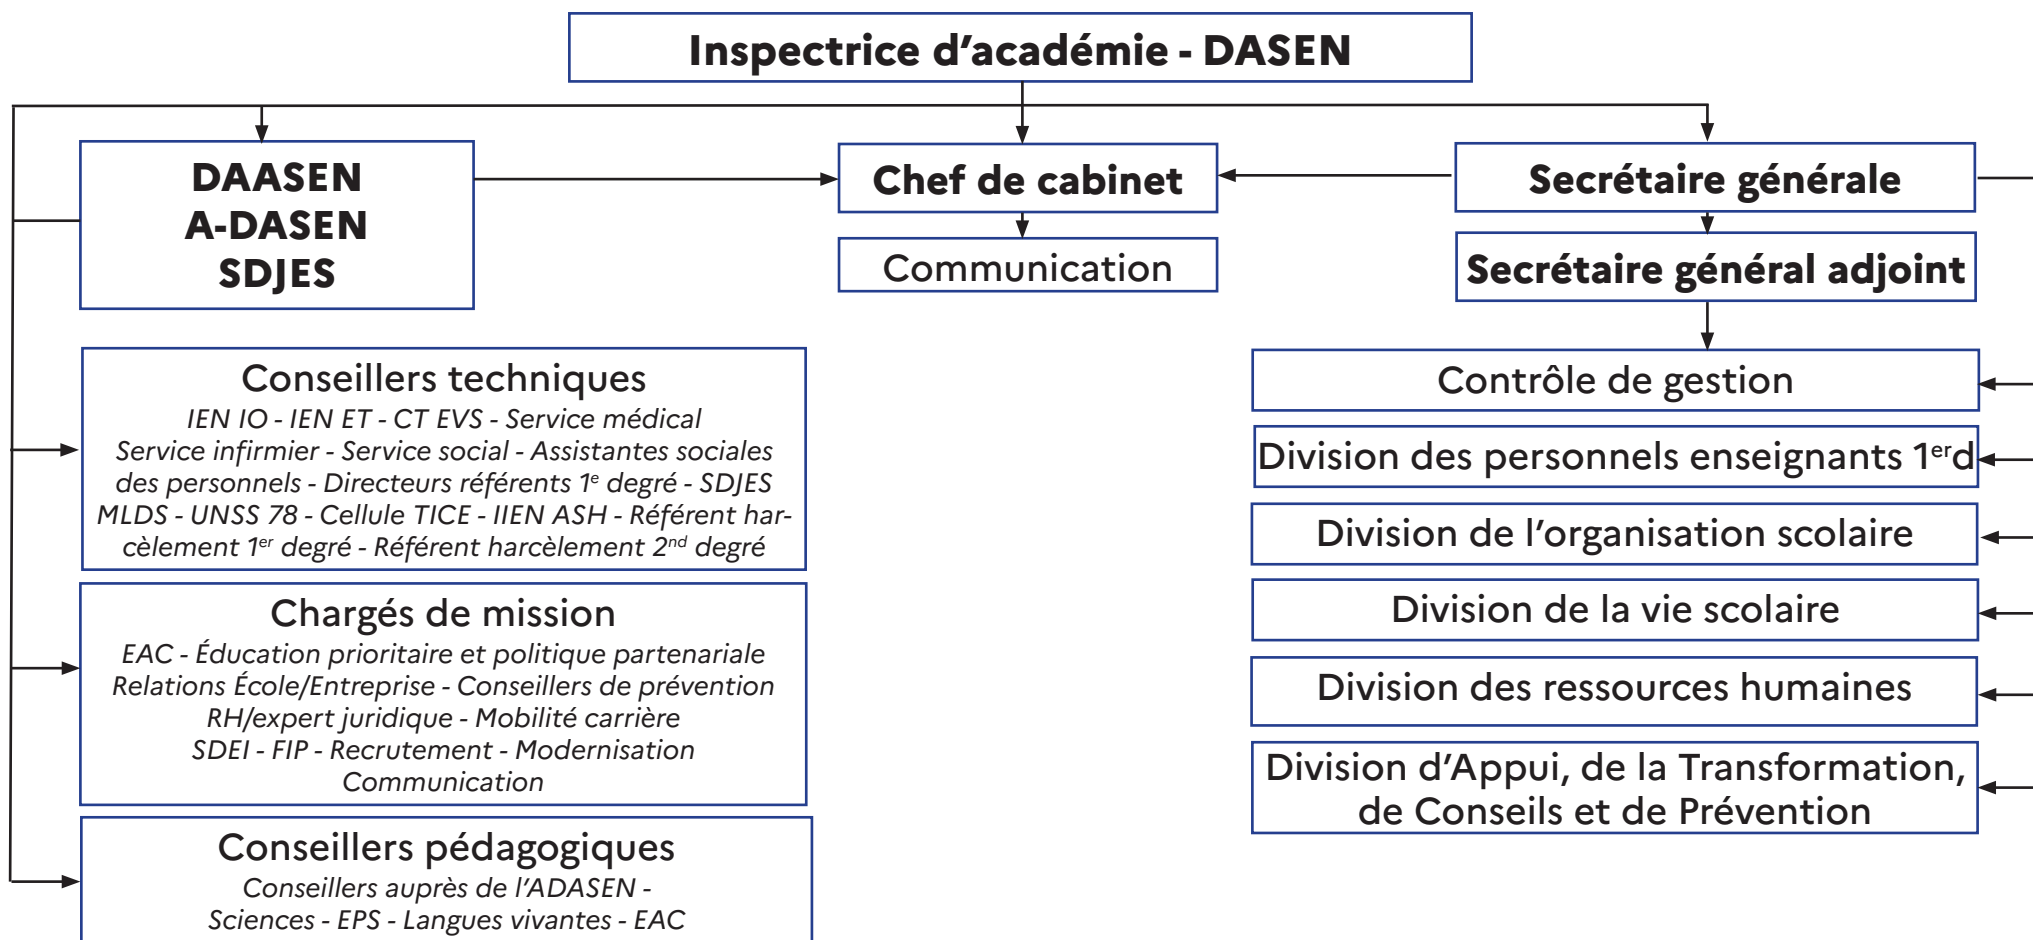 Inspectrice d’académie - DASEN
DAASEN
A-DASEN
SDJES
Chef de cabinet
Communication
Secrétaire générale
Secrétaire général adjoint
Conseillers techniques
IEN IO - IEN ET - CT EVS - Service médical
Service infirmier - Service social - Assistantes sociales
des personnels - Directeurs référents 1e degré - SDJES
MLDS - UNSS 78 - Cellule TICE - IIEN ASH - Référent har-
cèlement 1er degré - Référent harcèlement 2nd degré
Chargés de mission
EAC - Éducation prioritaire et politique partenariale
Relations École/Entreprise - Conseillers de prévention
RH/expert juridique - Mobilité carrière
SDEI - FIP - Recrutement - Modernisation
Communication
Conseillers pédagogiques
Conseillers auprès de l’ADASEN -
Sciences - EPS - Langues vivantes - EAC
Contrôle de gestion
Division des personnels enseignants 1erd
Division de l’organisation scolaire
Division de la vie scolaire
Division des ressources humaines
Division d’Appui, de la Transformation,
de Conseils et de Prévention